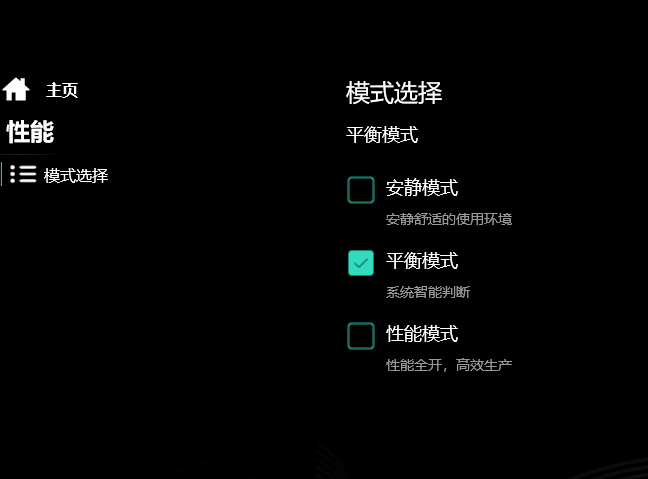 主页
性能
模式选择
模式选择
平衡模式
安静模式
安静舒适的使用环境
平衡模式
系统智能判断
性能模式
性能全开，高效生产